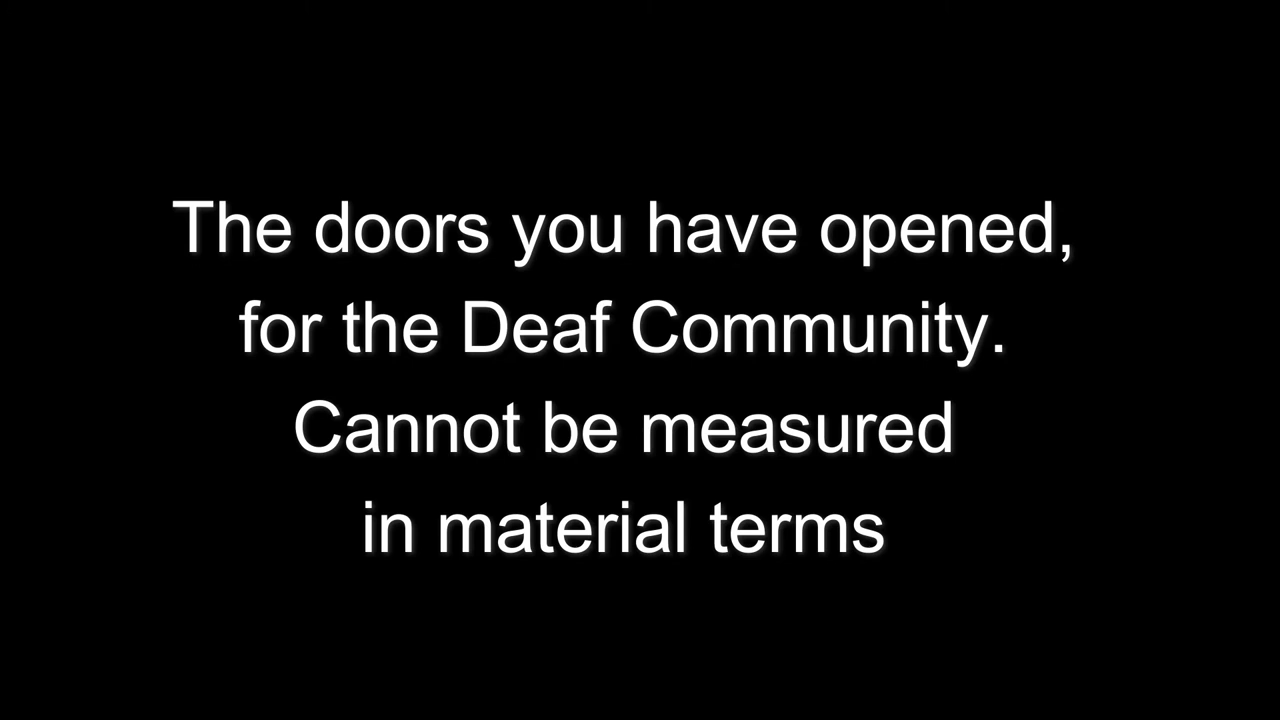 The doors you have opened,
for the Deaf Community.
Cannot be measured
in material terms